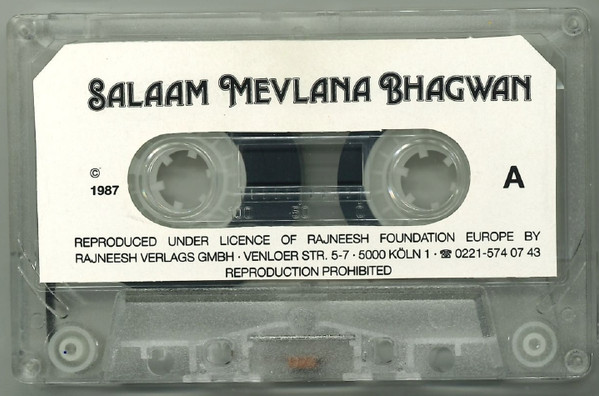 SALAAM MEVLANA BHAGWAN
©
1987
A
REPRODUCED UNDER LICENCE OF RAJNEESH FOUNDATION EUROPE BY
RAJNEESH VERLAGS GMBH · VENLOER STR. 5-7 · 5000 KÖLN 1 · ☎ 0221-574 07 43
REPRODUCTION PROHIBITED